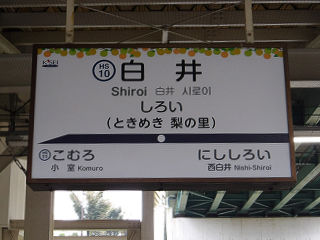 K'SEI
HS
10
白井
Shiroi 白井 시로이
しろい
(ときめき 梨の里)
こむろ にししろい
小室 Komuro 西白井 Nishi-Shiroi